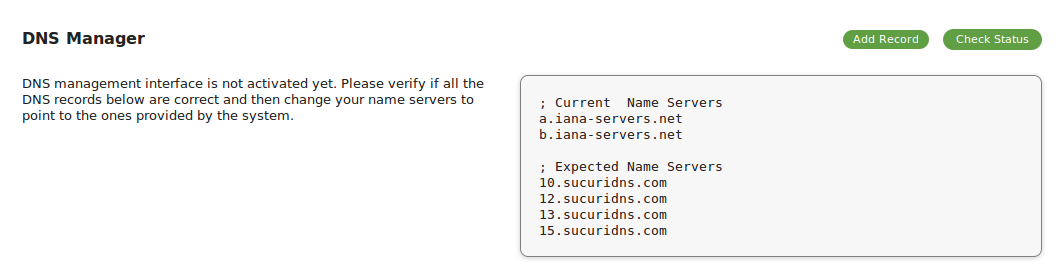 DNS Manager
Add Record
Check Status
DNS management interface is not activated yet. Please verify if all the
DNS records below are correct and then change your name servers to
point to the ones provided by the system.
; Current  Name Servers
a.iana-servers.net
b.iana-servers.net
; Expected Name Servers
10.sucuridns.com
12.sucuridns.com
13.sucuridns.com
15.sucuridns.com